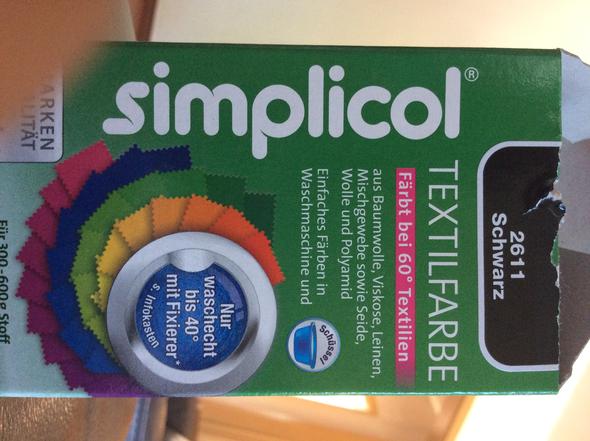 simplicol®
TEXTILFARBE
2611
Schwarz
Färbt bei 60° Textilien
aus Baumwolle, Viskose, Leinen,
Mischgewebe sowie Seide,
Wolle und Polyamid
Einfaches Färben in
Waschmaschine und
Schüssel
Nur
waschecht
bis 40°
mit Fixierer*
s. Infokasten
Für 300-600g Stoff
ARKEN
LITÄT